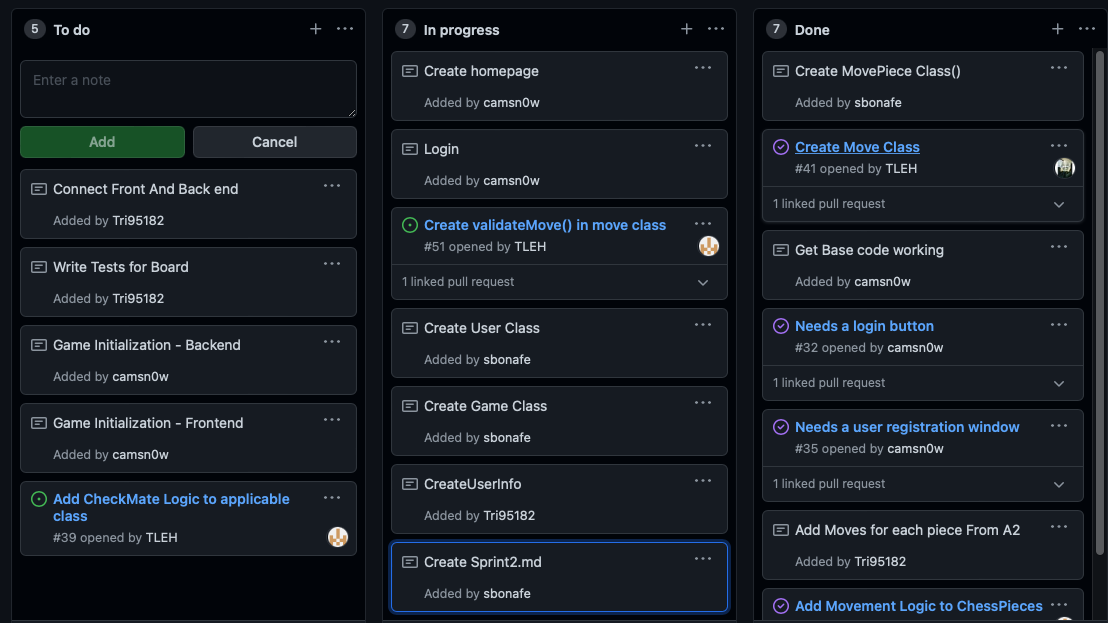 5 To do
Enter a note
Add Cancel
Connect Front And Back end
Added by Tri95182
Write Tests for Board
Added by Tri95182
Game Initialization - Backend
Added by camsn0w
Game Initialization - Frontend
Added by camsn0w
Add CheckMate Logic to applicable
class
#39 opened by TLEH
7 In progress
Create homepage
Added by camsn0w
Login
Added by camsn0w
Create validateMove() in move class
#51 opened by TLEH
1 linked pull request
Create User Class
Added by sbonafe
Create Game Class
Added by sbonafe
CreateUserInfo
Added by Tri95182
Create Sprint2.md
Added by sbonafe
7 Done
Create MovePiece Class()
Added by sbonafe
Create Move Class
#41 opened by TLEH
1 linked pull request
Get Base code working
Added by camsn0w
Needs a login button
#32 opened by camsn0w
1 linked pull request
Needs a user registration window
#35 opened by camsn0w
1 linked pull request
Add Moves for each piece From A2
Added by Tri95182
Add Movement Logic to ChessPieces